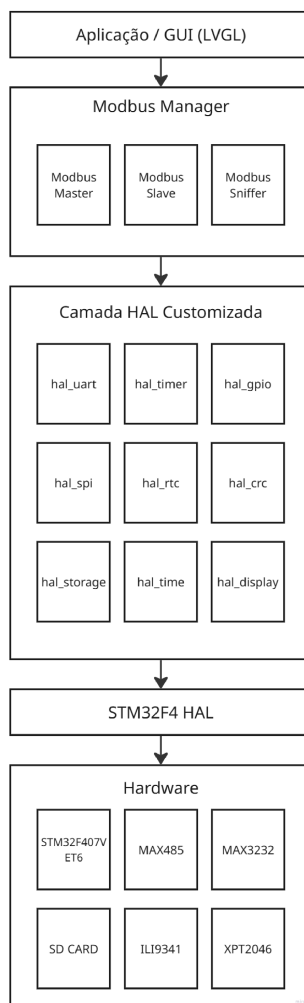 Aplicação / GUI (LVGL)
Modbus Manager
Modbus
Master
Modbus
Slave
Modbus
Sniffer
Camada HAL Customizada
hal_uart
hal_timer
hal_gpio
hal_spi
hal_rtc
hal_crc
hal_storage
hal_time
hal_display
STM32F4 HAL
Hardware
STM32F407V
ET6
MAX485
MAX3232
SD CARD
ILI9341
XPT2046